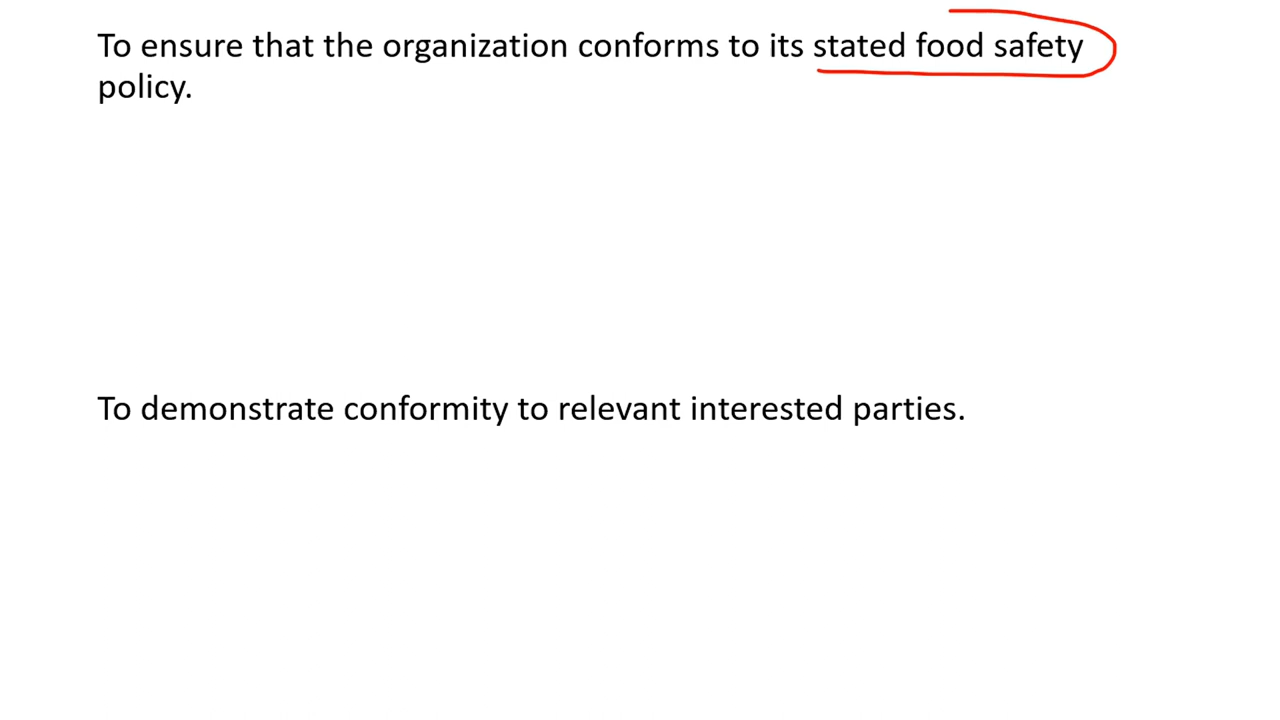 To ensure that the organization conforms to its stated food safety
policy.
To demonstrate conformity to relevant interested parties.